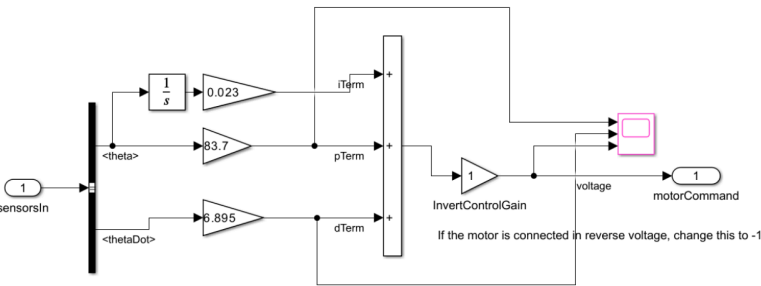 1
s
0.023
iTerm
+
83.7
<theta>
pTerm
+
1
sensorsIn
1
InvertControlGain
voltage
1
motorCommand
6.895
<thetaDot>
dTerm
+
If the motor is connected in reverse voltage, change this to -1